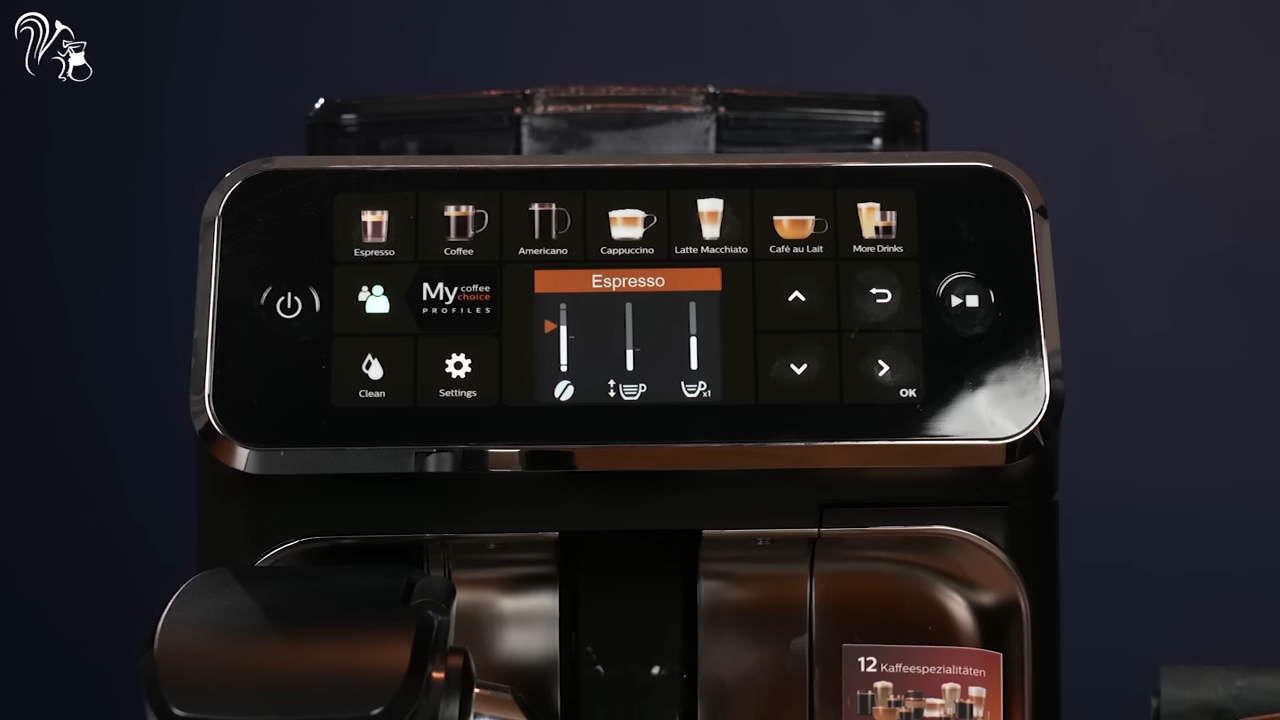 Espresso
Coffee
Americano
Cappuccino
Latte Macchiato
Café au Lait
More Drinks
My coffee choice
PROFILES
Espresso
x1
Clean
Settings
OK
12 Kaffeespezialitäten